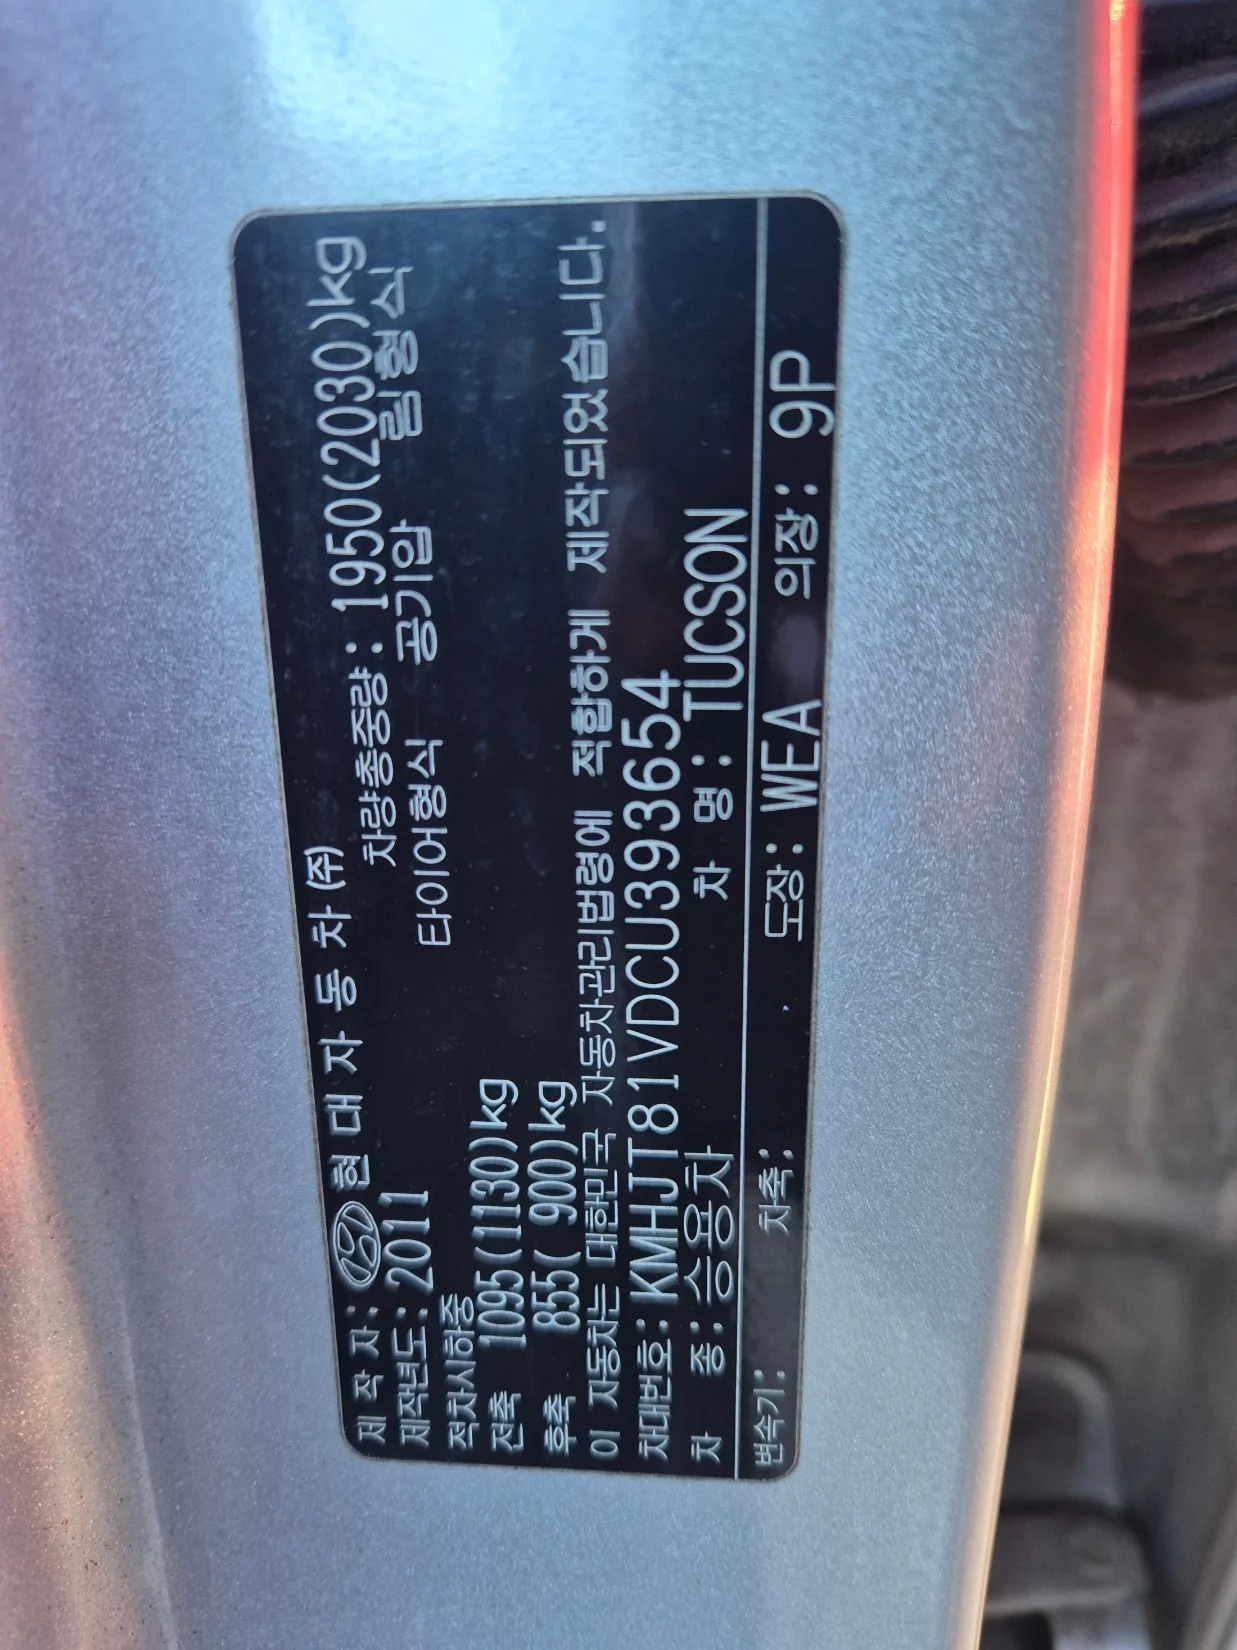 제 작 자: 현 대 자 동 차 (주)
제작년도: 2011 차량총중량: 1950(2030)kg
적차시하중 타이어형식 공기압 림형식
전축 1095(1130)kg
후축 855( 900)kg
이 자동차는 대한민국 자동차관리법령에 적합하게 제작되었습니다.
차대번호: KMHJT81VDCU393654
차 종: 승용차 차 명: TUCSON
변속기: 차축: 도장: WEA 의장: 9P